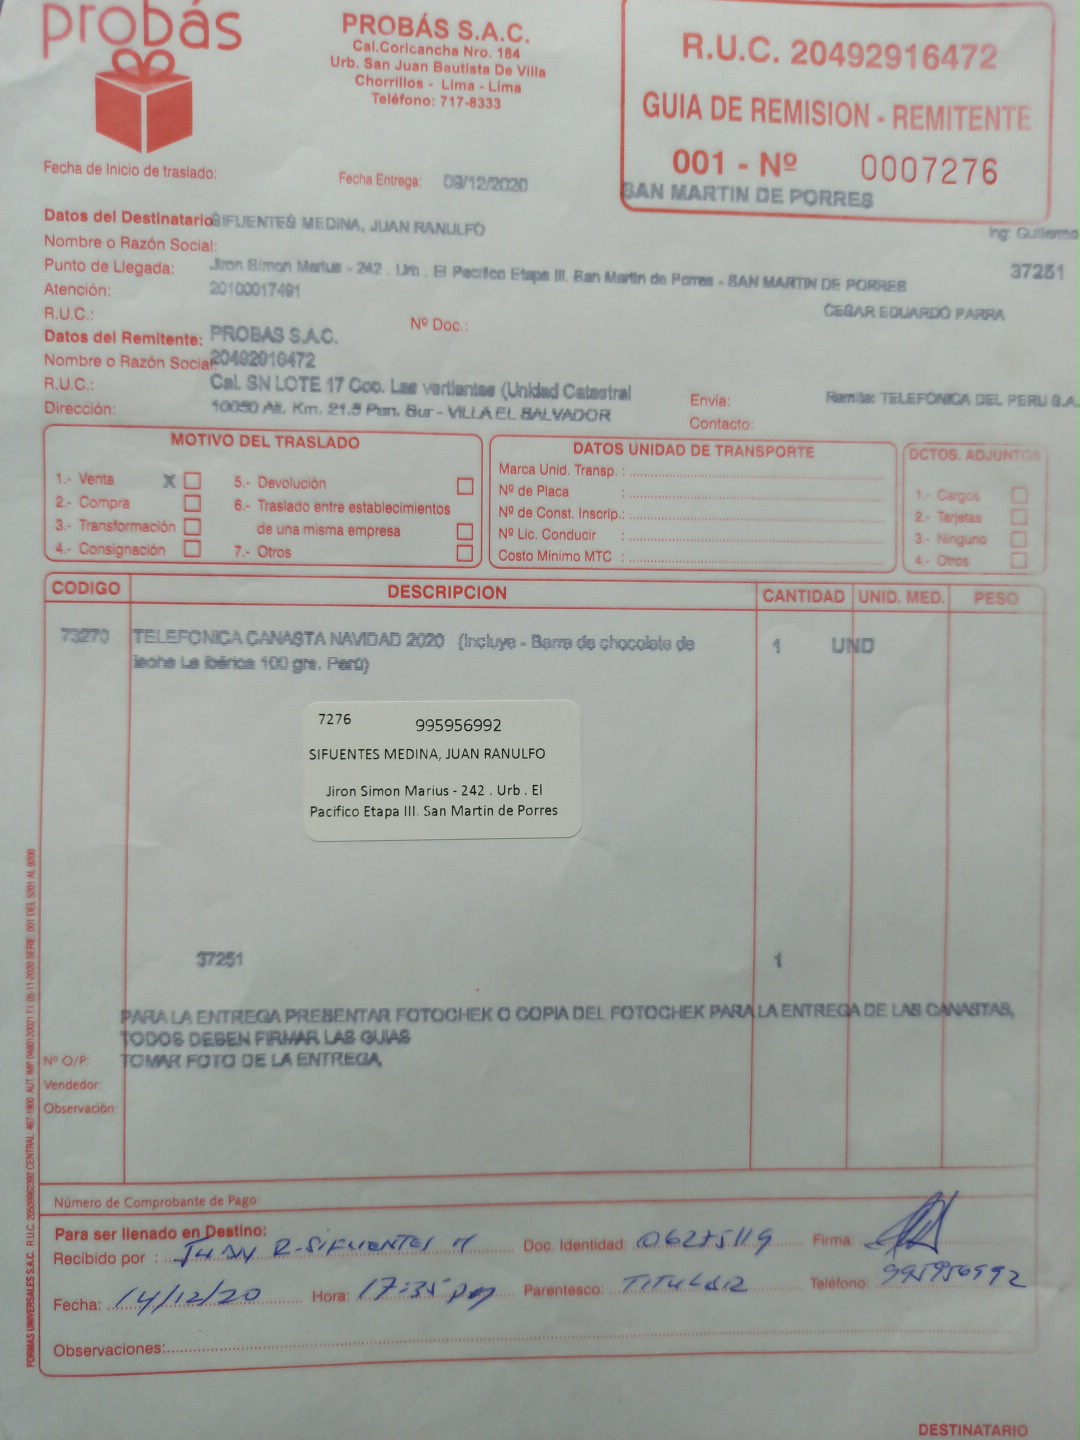 probás
PROBÁS S.A.C.
Cal.Coricancha Nro. 184
Urb. San Juan Bautista De Villa
Chorrillos - Lima - Lima
Teléfono: 717-8333
R.U.C. 20492916472
GUIA DE REMISION - REMITENTE
001 - Nº 0007276
SAN MARTIN DE PORRES
Fecha de Inicio de traslado:
Fecha Entrega: 09/12/2020
Datos del Destinatario SIFUENTES MEDINA, JUAN RANULFO
Ing: Guillermo
Nombre o Razón Social:
Punto de Llegada: Jiron Simon Marius - 242 . Urb . El Pacifico Etapa III. San Martin de Porres - SAN MARTIN DE PORRES
37251
Atención: 20100017491
CESAR EDUARDO PARRA
R.U.C.:
Nº Doc.:
Datos del Remitente: PROBAS S.A.C.
Nombre o Razón Social: 20492916472
R.U.C.: Cal. SN LOTE 17 Coo. Las vertientes (Unidad Catastral
Dirección: 10050 Alt. Km. 21.5 Pan. Sur - VILLA EL SALVADOR
Envía: Remite: TELEFONICA DEL PERU S.A.
Contacto:
MOTIVO DEL TRASLADO
1.- Venta X
2.- Compra
3.- Transformación
4.- Consignación
5.- Devolución
6.- Traslado entre establecimientos
de una misma empresa
7.- Otros
DATOS UNIDAD DE TRANSPORTE
Marca Unid. Transp. :
Nº de Placa :
Nº de Const. Inscrip.:
Nº Lic. Conducir :
Costo Minimo MTC :
DCTOS. ADJUNTOS
1.- Cargos
2.- Tarjetas
3.- Ninguno
4.- Otros
CODIGO DESCRIPCION CANTIDAD UNID. MED. PESO
73270 TELEFONICA CANASTA NAVIDAD 2020 (Incluye - Barra de chocolate de 1 UND
leche La Ibérica 100 grs. Perú)
7276 995956992
SIFUENTES MEDINA, JUAN RANULFO
Jiron Simon Marius - 242 . Urb . El
Pacifico Etapa III. San Martin de Porres
37251 1
PARA LA ENTREGA PRESENTAR FOTOCHEK O COPIA DEL FOTOCHEK PARA LA ENTREGA DE LAS CANASTAS,
TODOS DEBEN FIRMAR LAS GUIAS
Nº O/P: TOMAR FOTO DE LA ENTREGA,
Vendedor:
Observación:
Número de Comprobante de Pago:
Para ser llenado en Destino:
Recibido por : JUAN R. SIFUENTES M Doc. Identidad: 06275119 Firma:
Fecha: 14/12/20 Hora: 17:35 pm Parentesco: TITULAR Teléfono: 995956992
Observaciones:
DESTINATARIO